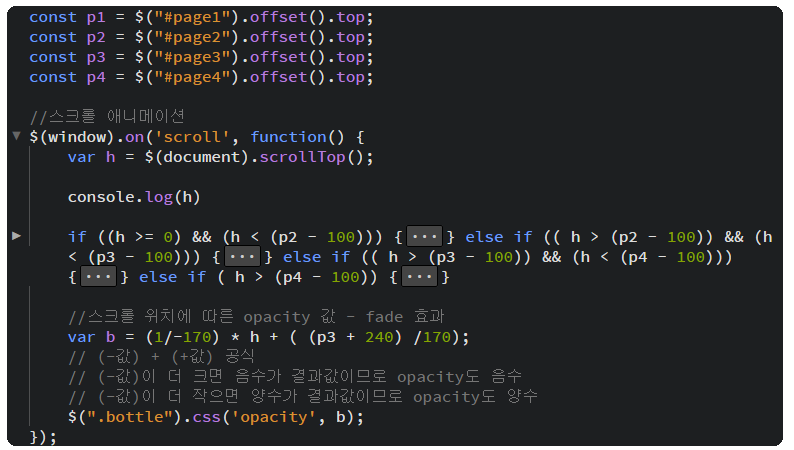 const p1 = $("#page1").offset().top;
const p2 = $("#page2").offset().top;
const p3 = $("#page3").offset().top;
const p4 = $("#page4").offset().top;
//스크롤 애니메이션
$(window).on('scroll', function() {
var h = $(document).scrollTop();
console.log(h)
if ((h >= 0) && (h < (p2 - 100))) {...} else if (( h > (p2 - 100)) && (h
< (p3 - 100))) {...} else if (( h > (p3 - 100)) && (h < (p4 - 100)))
{...} else if ( h > (p4 - 100)) {...}
//스크롤 위치에 따른 opacity 값 - fade 효과
var b = (1/-170) * h + ( (p3 + 240) /170);
// (-값) + (+값) 공식
// (-값)이 더 크면 음수가 결과값이므로 opacity도 음수
// (-값)이 더 작으면 양수가 결과값이므로 opacity도 양수
$(".bottle").css('opacity', b);
});